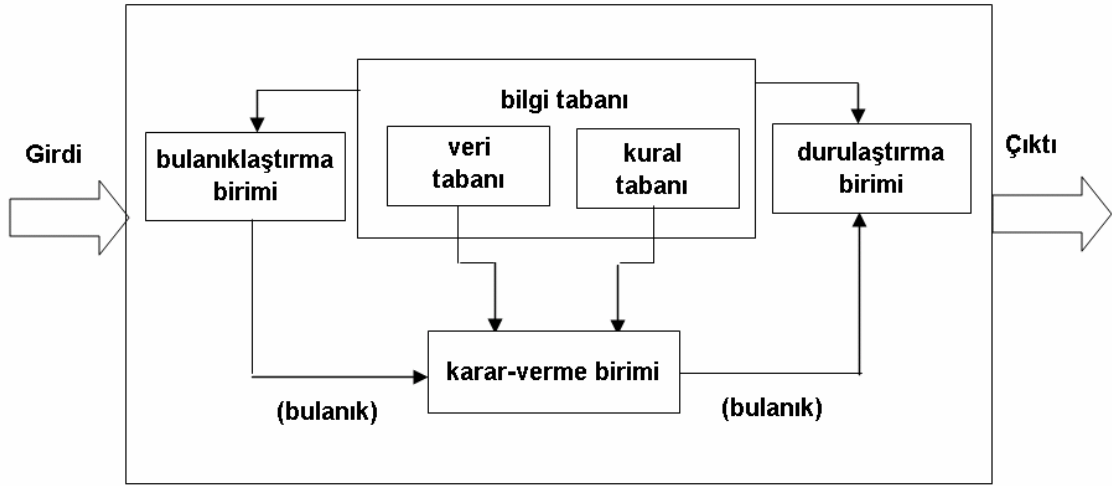 bilgi tabanı
Girdi
bulanıklaştırma
birimi
veri
tabanı
kural
tabanı
durulaştırma
birimi
Çıktı
karar-verme birimi
(bulanık)
(bulanık)